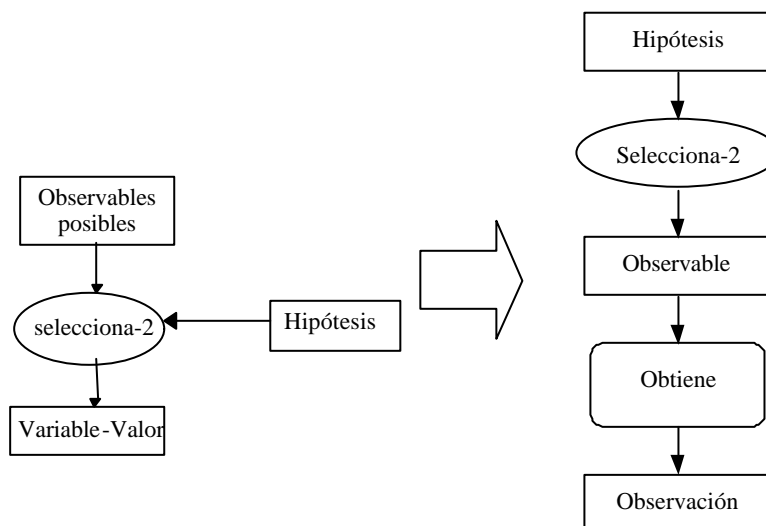 Observables
posibles
selecciona-2
Hipótesis
Variable-Valor
Hipótesis
Selecciona-2
Observable
Obtiene
Observación